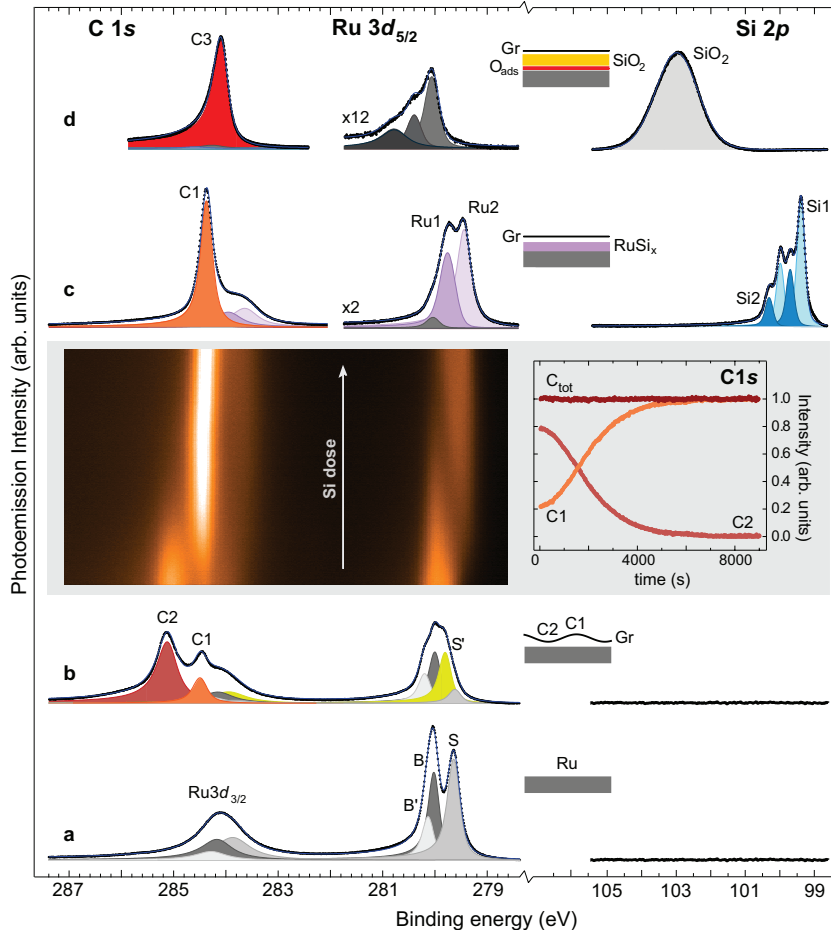 C 1s
Ru 3d5/2
Si 2p
C3
Gr
Oads
SiO2
SiO2
d
x12
C1
Ru1
Ru2
Gr
RuSix
Si1
Si2
c
x2
Photoemission Intensity (arb. units)
Si dose
Ctot
C1s
1.0
0.8
0.6
0.4
0.2
0.0
Intensity (arb. units)
C1
C2
0
4000
8000
time (s)
C2
C1
S'
C2
C1
Gr
b
Ru
B
S
B'
Ru3d3/2
a
287
285
283
281
279
105
103
101
99
Binding energy (eV)